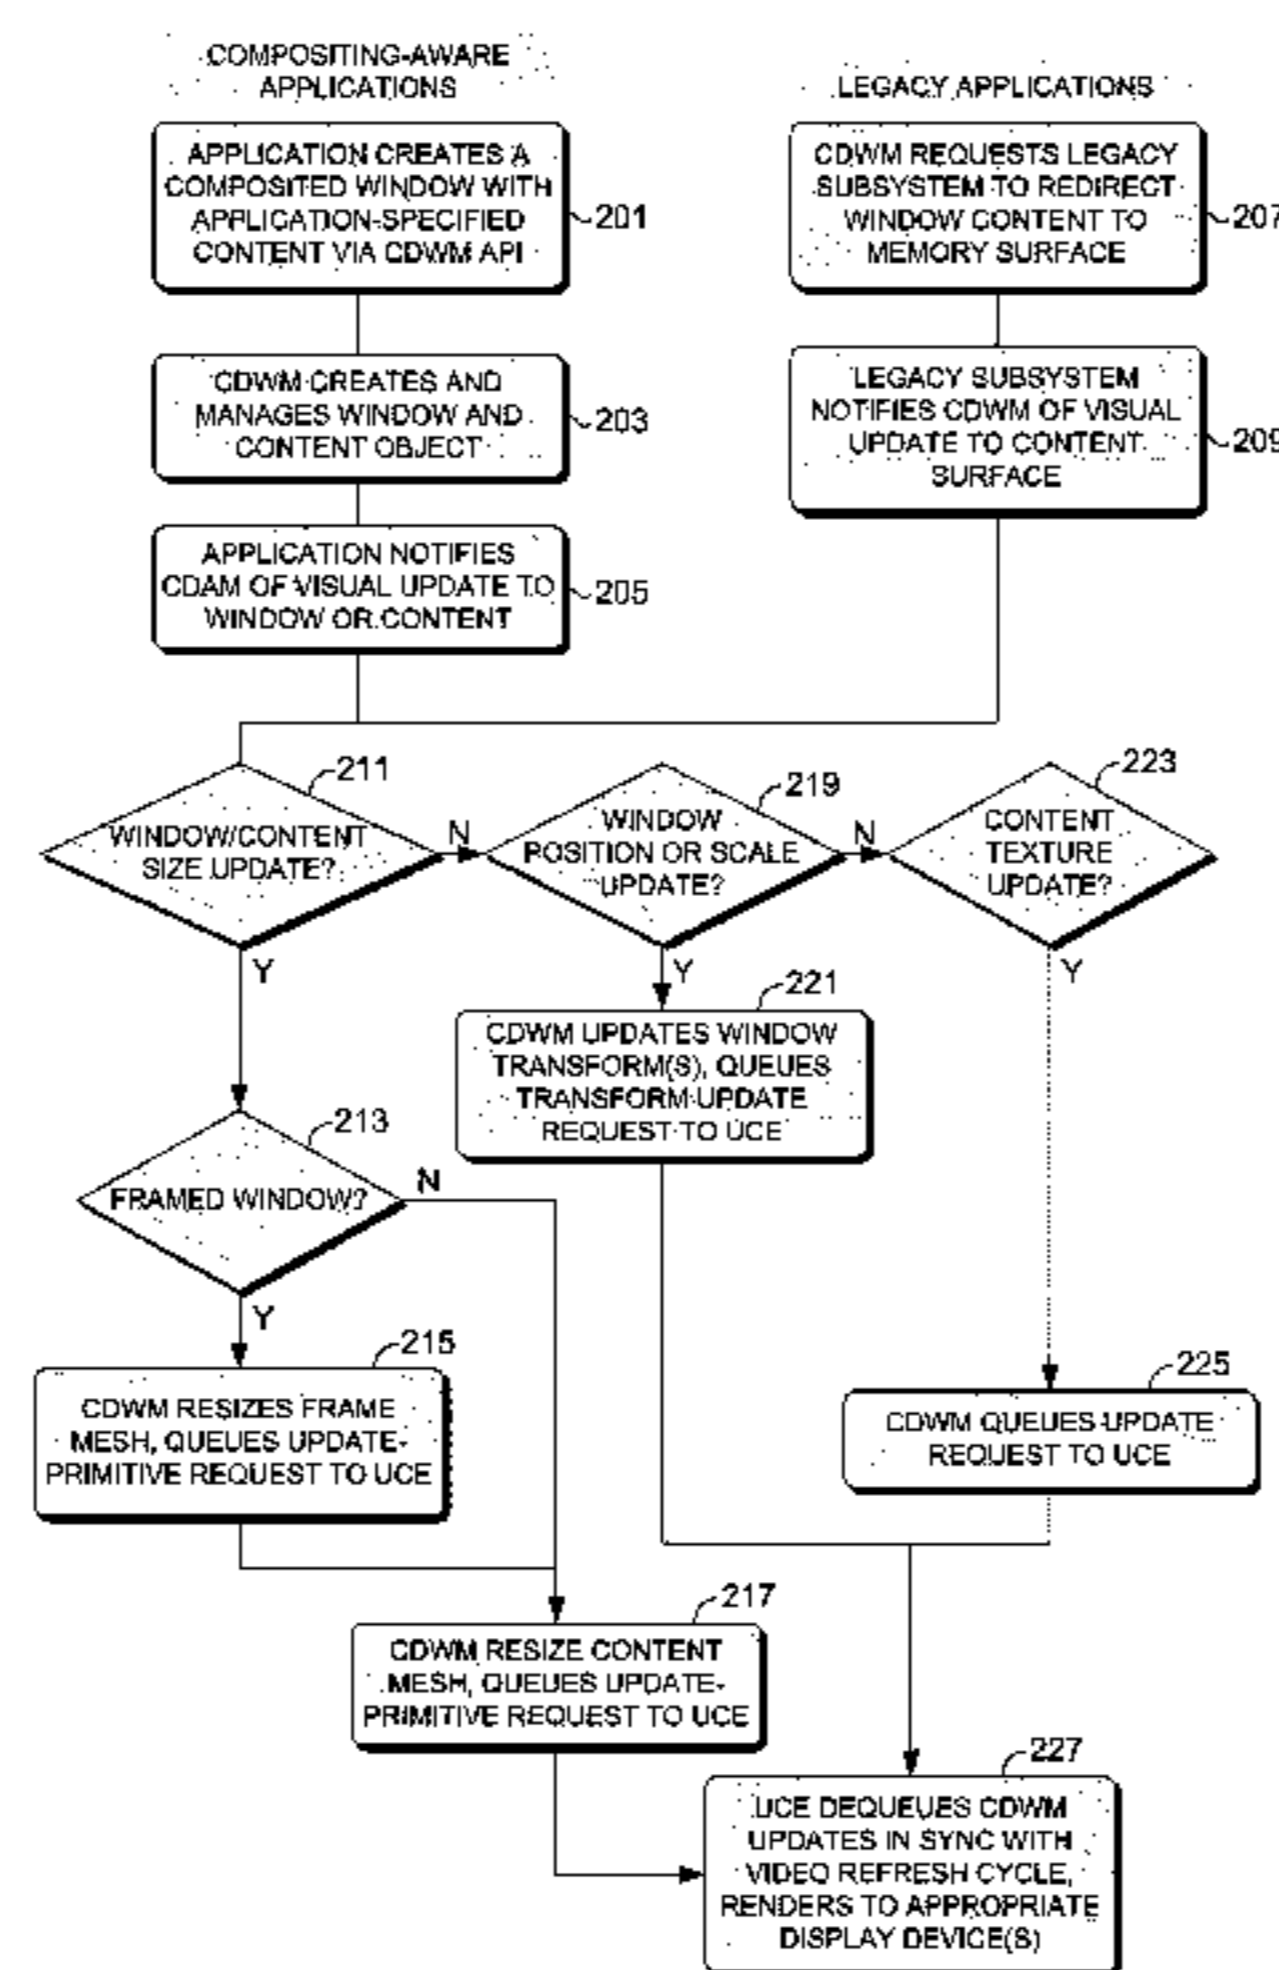 COMPOSITING-AWARE
APPLICATIONS
LEGACY APPLICATIONS
APPLICATION CREATES A
COMPOSITED WINDOW WITH
APPLICATION-SPECIFIED
CONTENT VIA CDWM API
201
CDWM REQUESTS LEGACY
SUBSYSTEM TO REDIRECT
WINDOW CONTENT TO
MEMORY SURFACE
207
CDWM CREATES AND
MANAGES WINDOW AND
CONTENT OBJECT
203
LEGACY SUBSYSTEM
NOTIFIES CDWM OF VISUAL
UPDATE TO CONTENT
SURFACE
209
APPLICATION NOTIFIES
CDAM OF VISUAL UPDATE TO
WINDOW OR CONTENT
205
211
WINDOW/CONTENT
SIZE UPDATE?
N
Y
219
WINDOW
POSITION OR SCALE
UPDATE?
N
Y
223
CONTENT
TEXTURE
UPDATE?
Y
221
CDWM UPDATES WINDOW
TRANSFORM(S), QUEUES
TRANSFORM UPDATE
REQUEST TO UCE
213
FRAMED WINDOW?
N
Y
215
CDWM RESIZES FRAME
MESH, QUEUES UPDATE-
PRIMITIVE REQUEST TO UCE
225
CDWM QUEUES UPDATE
REQUEST TO UCE
217
CDWM RESIZE CONTENT
MESH, QUEUES UPDATE-
PRIMITIVE REQUEST TO UCE
227
UCE DEQUEUES CDWM
UPDATES IN SYNC WITH
VIDEO REFRESH CYCLE,
RENDERS TO APPROPRIATE
DISPLAY DEVICE(S)